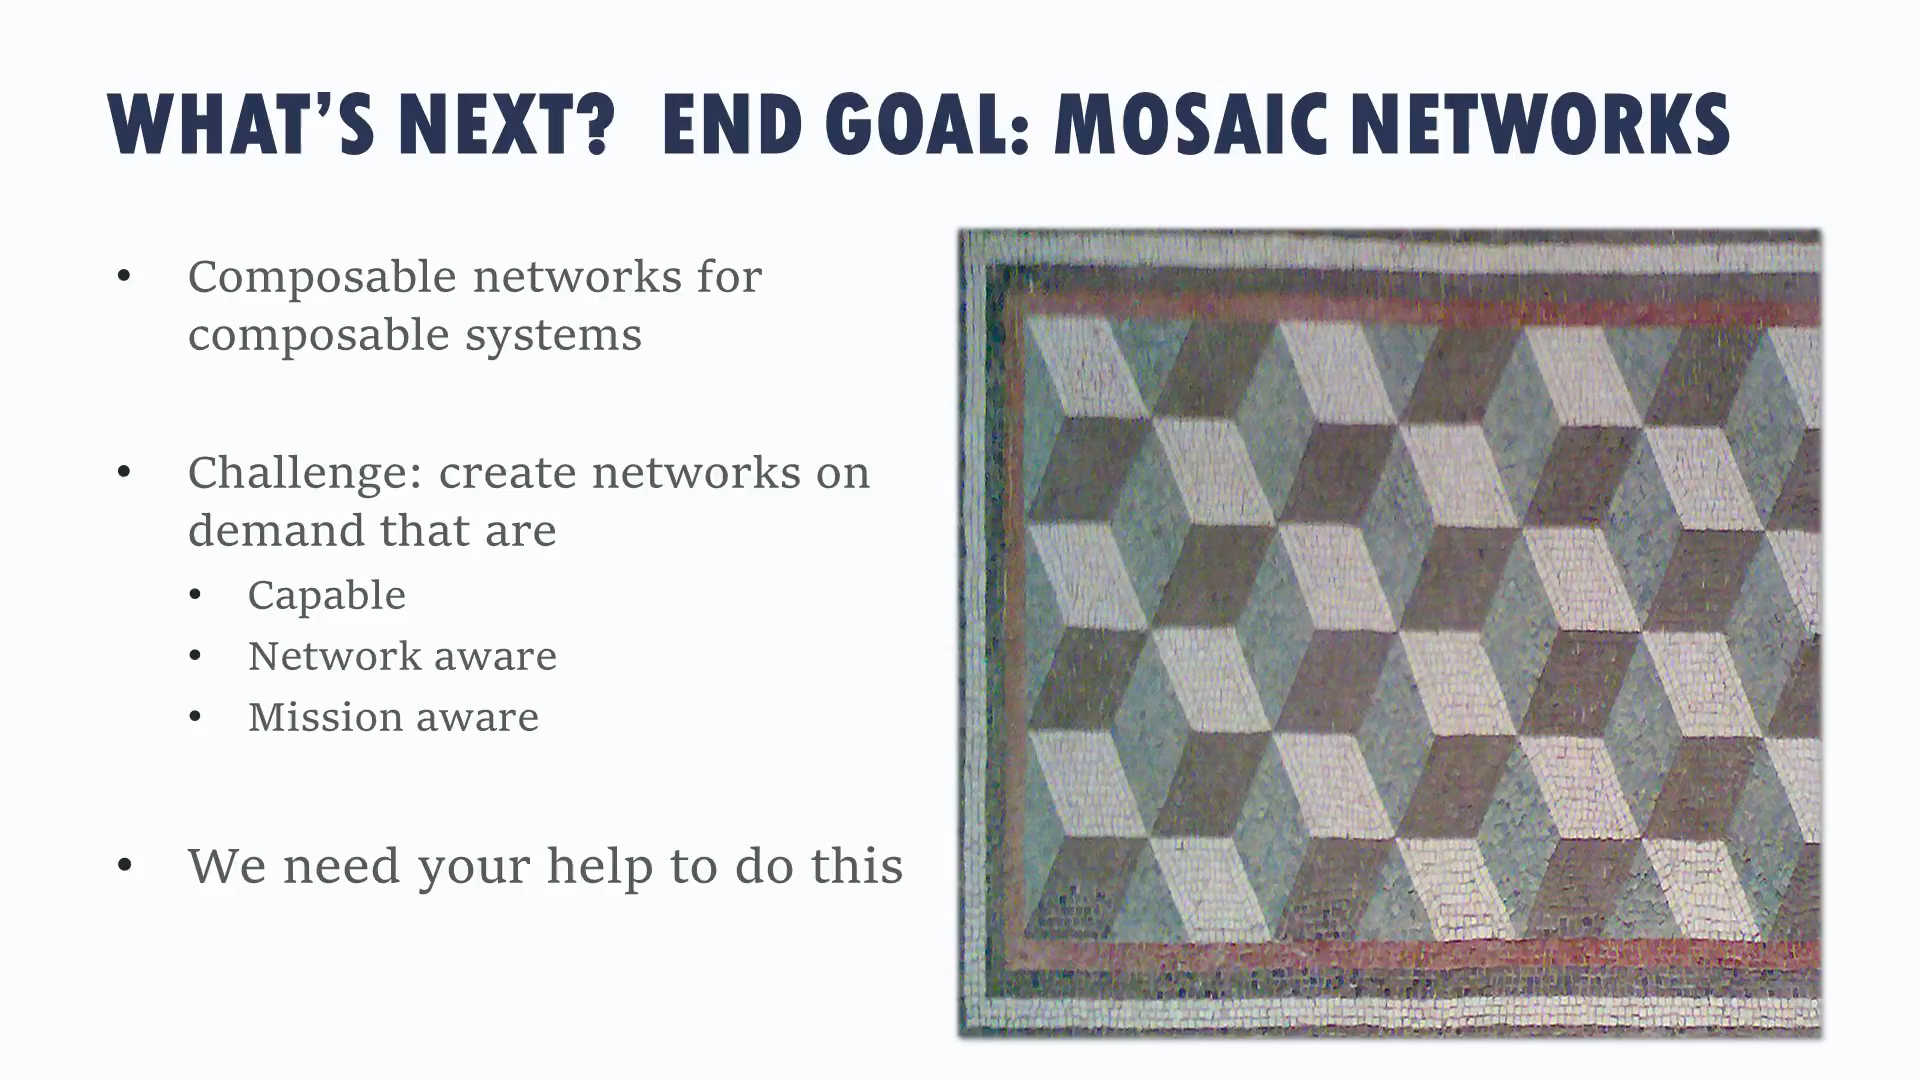 WHAT'S NEXT?  END GOAL: MOSAIC NETWORKS
• Composable networks for
composable systems
• Challenge: create networks on
demand that are
• Capable
• Network aware
• Mission aware
• We need your help to do this